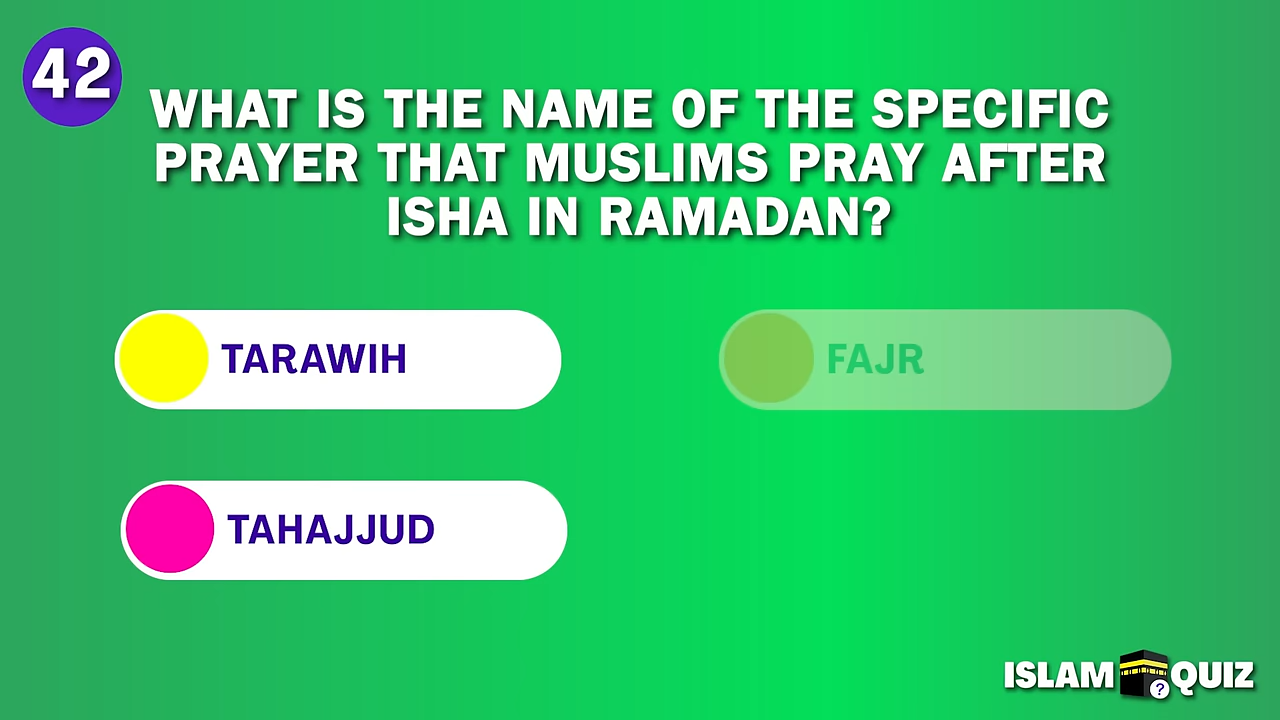 42
WHAT IS THE NAME OF THE SPECIFIC
PRAYER THAT MUSLIMS PRAY AFTER
ISHA IN RAMADAN?
TARAWIH
FAJR
TAHAJJUD
ISLAM ? QUIZ